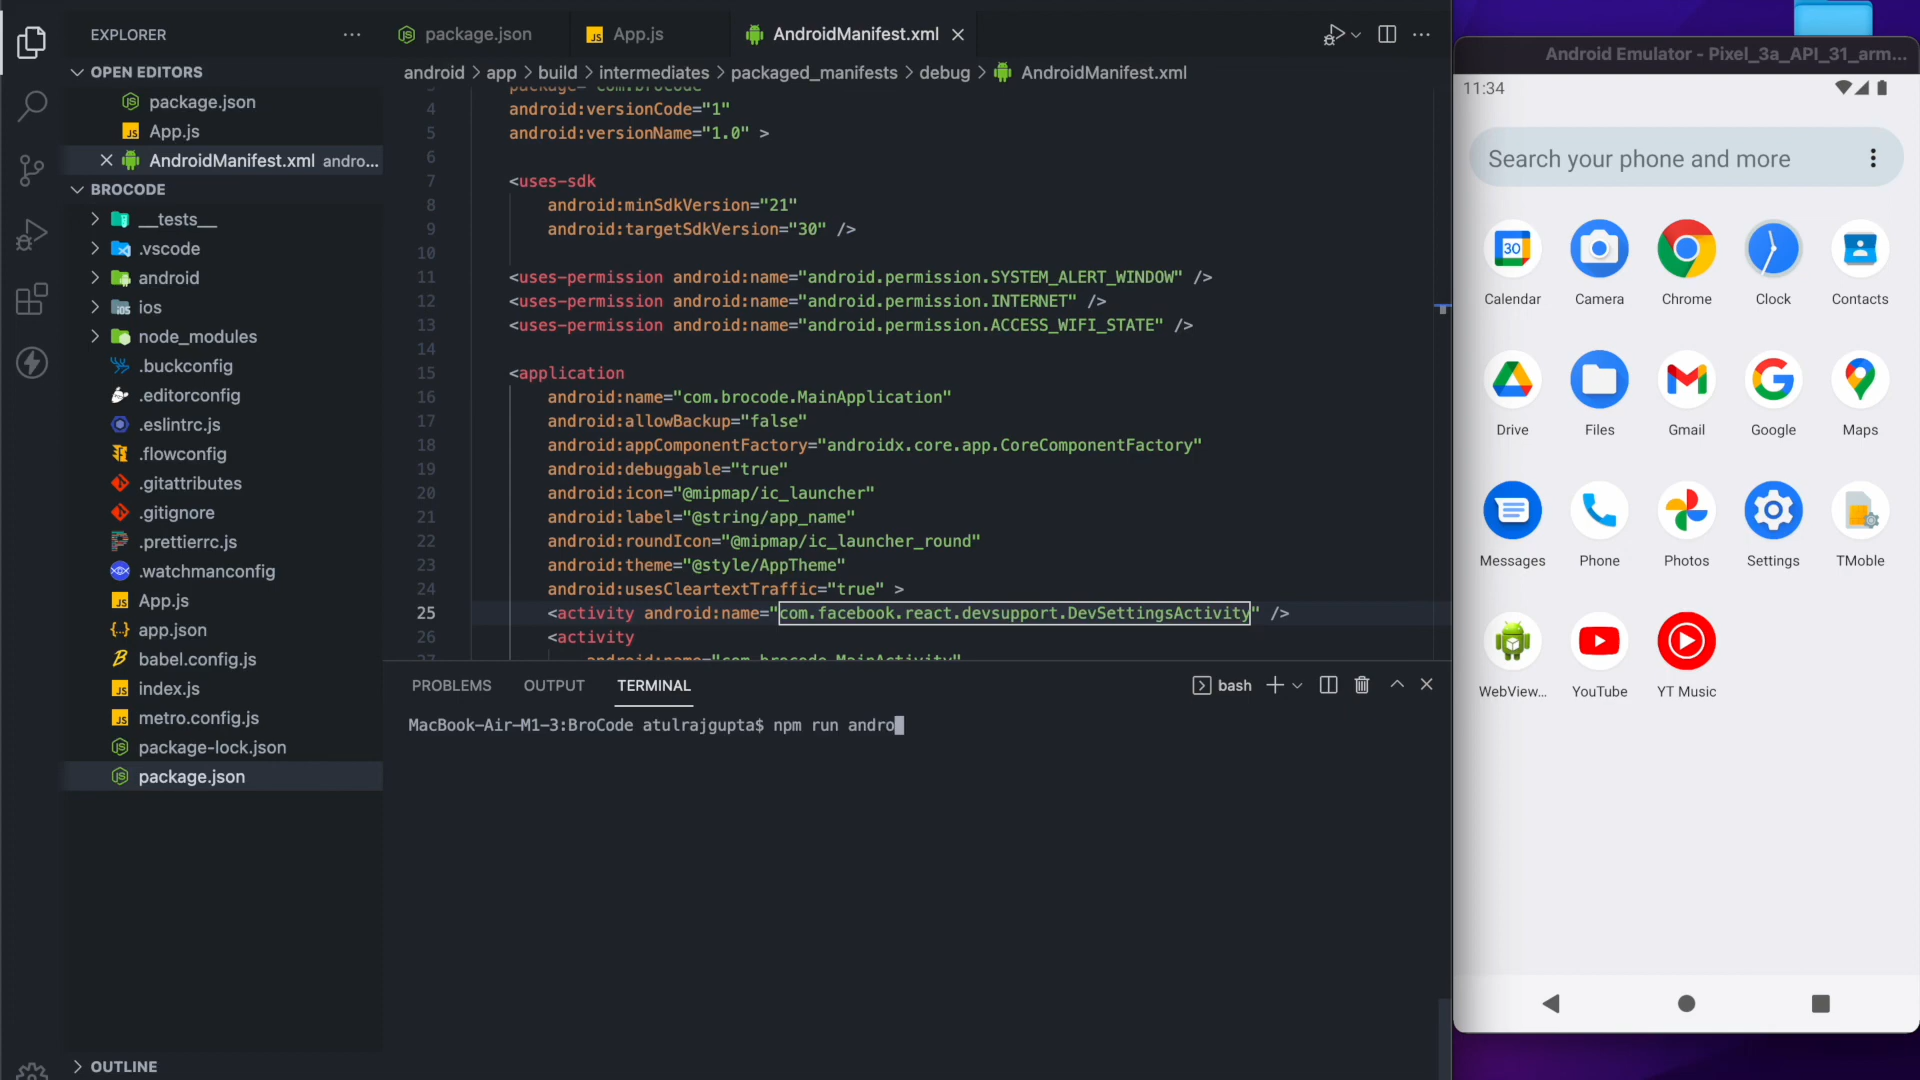 EXPLORER
OPEN EDITORS
package.json
App.js
AndroidManifest.xml andro...
BROCODE
__tests__
.vscode
android
ios
node_modules
.buckconfig
.editorconfig
.eslintrc.js
.flowconfig
.gitattributes
.gitignore
.prettierrc.js
.watchmanconfig
App.js
app.json
babel.config.js
index.js
metro.config.js
package-lock.json
package.json
OUTLINE
package.json
App.js
AndroidManifest.xml
android > app > build > intermediates > packaged_manifests > debug > AndroidManifest.xml
4 android:versionCode="1"
5 android:versionName="1.0" >
6
7 <uses-sdk
8 android:minSdkVersion="21"
9 android:targetSdkVersion="30" />
10
11 <uses-permission android:name="android.permission.SYSTEM_ALERT_WINDOW" />
12 <uses-permission android:name="android.permission.INTERNET" />
13 <uses-permission android:name="android.permission.ACCESS_WIFI_STATE" />
14
15 <application
16 android:name="com.brocode.MainApplication"
17 android:allowBackup="false"
18 android:appComponentFactory="androidx.core.app.CoreComponentFactory"
19 android:debuggable="true"
20 android:icon="@mipmap/ic_launcher"
21 android:label="@string/app_name"
22 android:roundIcon="@mipmap/ic_launcher_round"
23 android:theme="@style/AppTheme"
24 android:usesCleartextTraffic="true" >
25 <activity android:name="com.facebook.react.devsupport.DevSettingsActivity" />
26 <activity
PROBLEMS
OUTPUT
TERMINAL
bash
MacBook-Air-M1-3:BroCode atulrajgupta$ npm run andro
Android Emulator - Pixel_3a_API_31_arm...
11:34
Search your phone and more
30
Calendar
Camera
Chrome
Clock
Contacts
Drive
Files
Gmail
Google
Maps
Messages
Phone
Photos
Settings
TMoble
WebView...
YouTube
YT Music